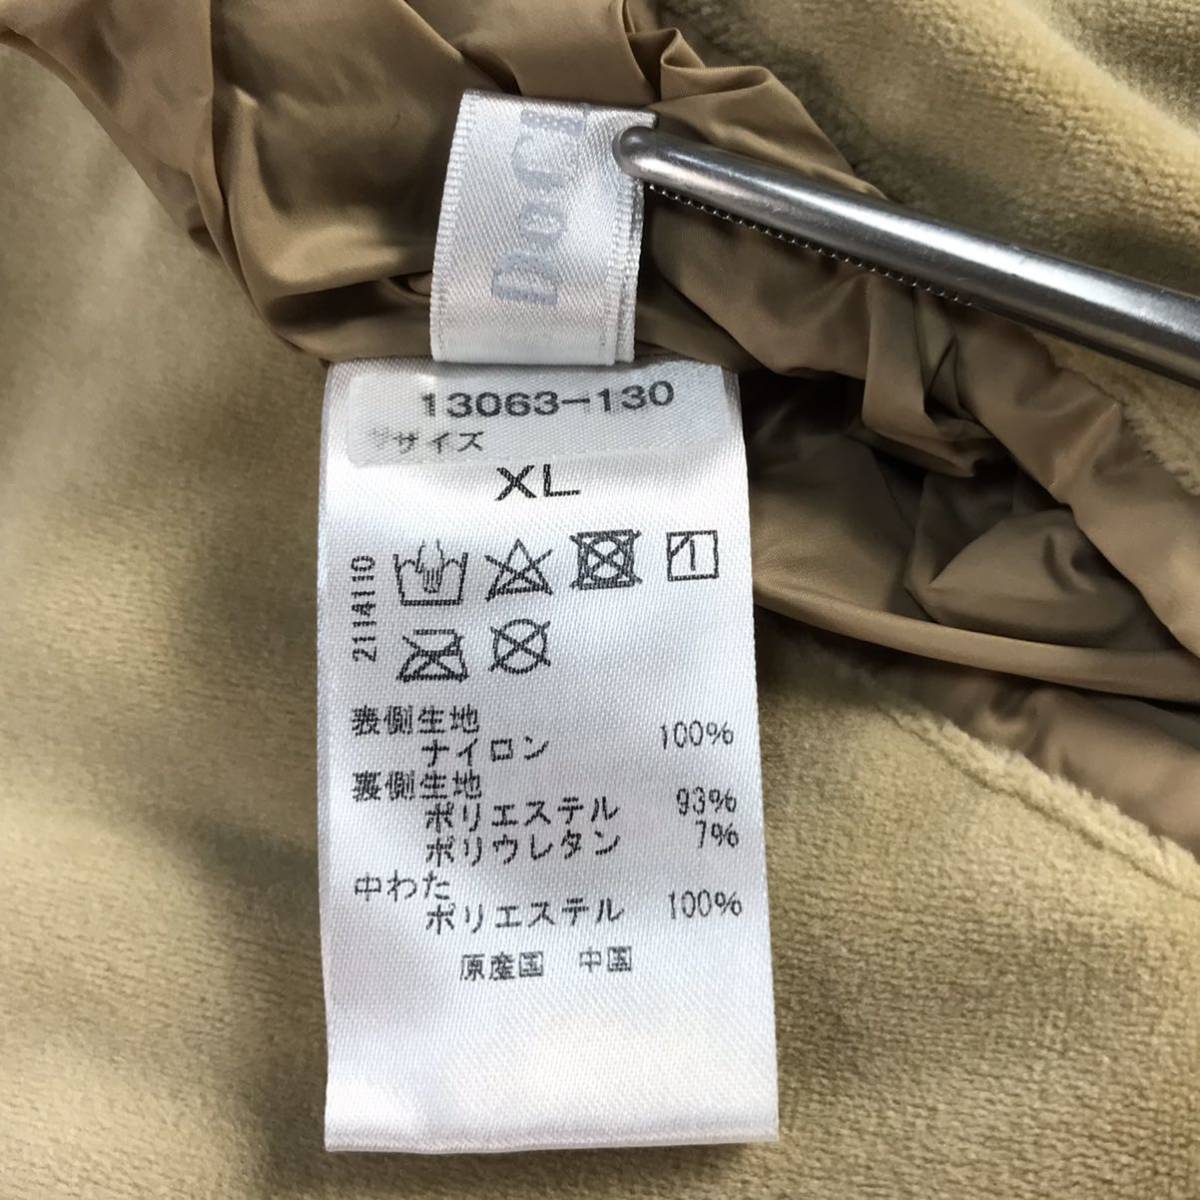 DoCL
13063-130
サイズ
XL
2114110
1
表側生地
ナイロン 100%
裏側生地
ポリエステル 93%
ポリウレタン 7%
中わた
ポリエステル 100%
原産国 中国